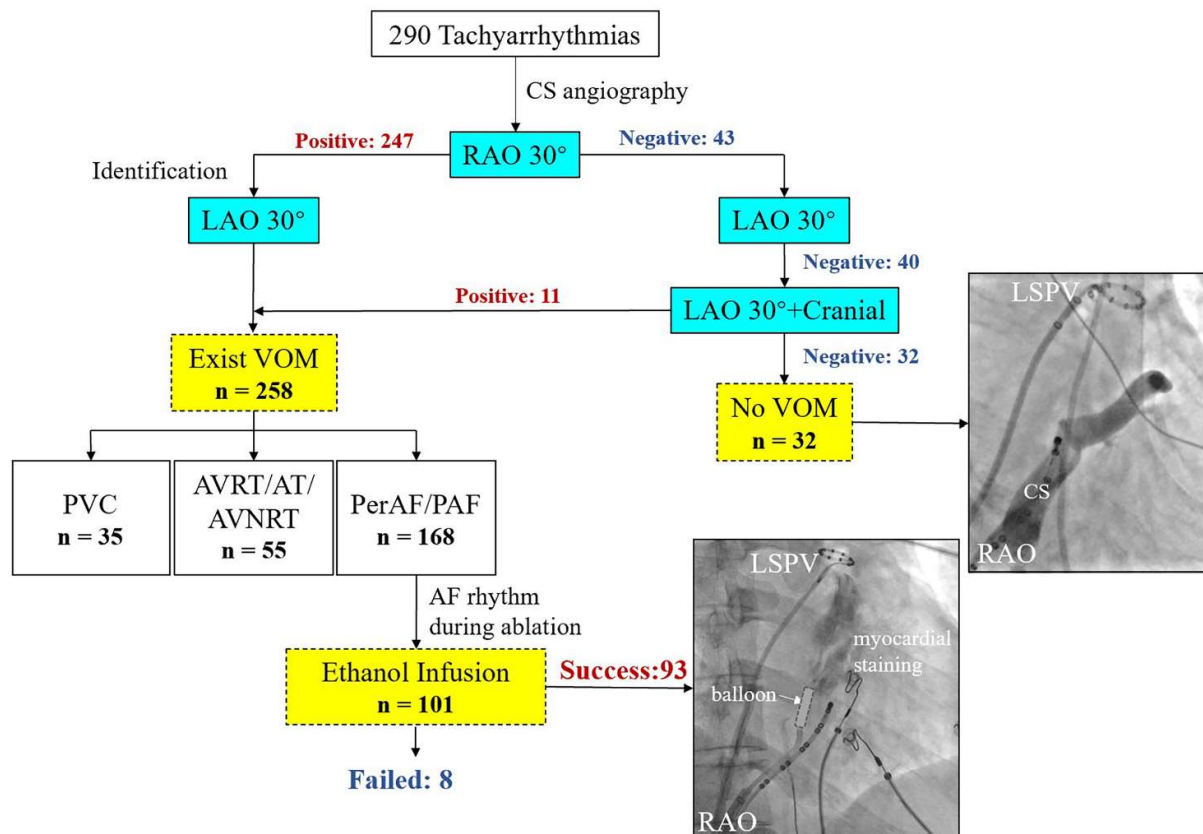 290 Tachyarrhythmias
CS angiography
Positive: 247
RAO 30°
Negative: 43
Identification
LAO 30°
LAO 30°
Negative: 40
Positive: 11
LAO 30°+Cranial
Negative: 32
Exist VOM
n = 258
No VOM
n = 32
LSPV
CS
RAO
PVC
n = 35
AVRT/AT/
AVNRT
n = 55
PerAF/PAF
n = 168
AF rhythm
during ablation
Ethanol Infusion
n = 101
Success:93
Failed: 8
LSPV
myocardial
staining
balloon
RAO